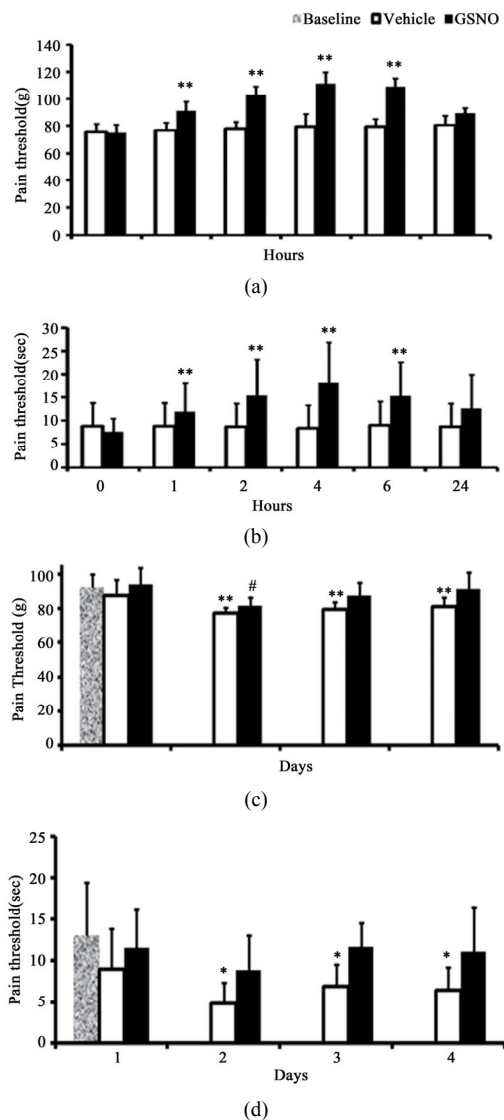 Baseline Vehicle GSNO
Pain threshold(g)
140
120
100
80
60
40
20
0
** ** ** **
Hours
(a)
Pain threshold(sec)
30
25
20
15
10
5
0
** ** ** **
0 1 2 4 6 24
Hours
(b)
Pain Threshold (g)
100
80
60
40
20
0
** # ** **
Days
(c)
Pain threshold(sec)
25
20
15
10
5
0
* * *
1 2 3 4
Days
(d)